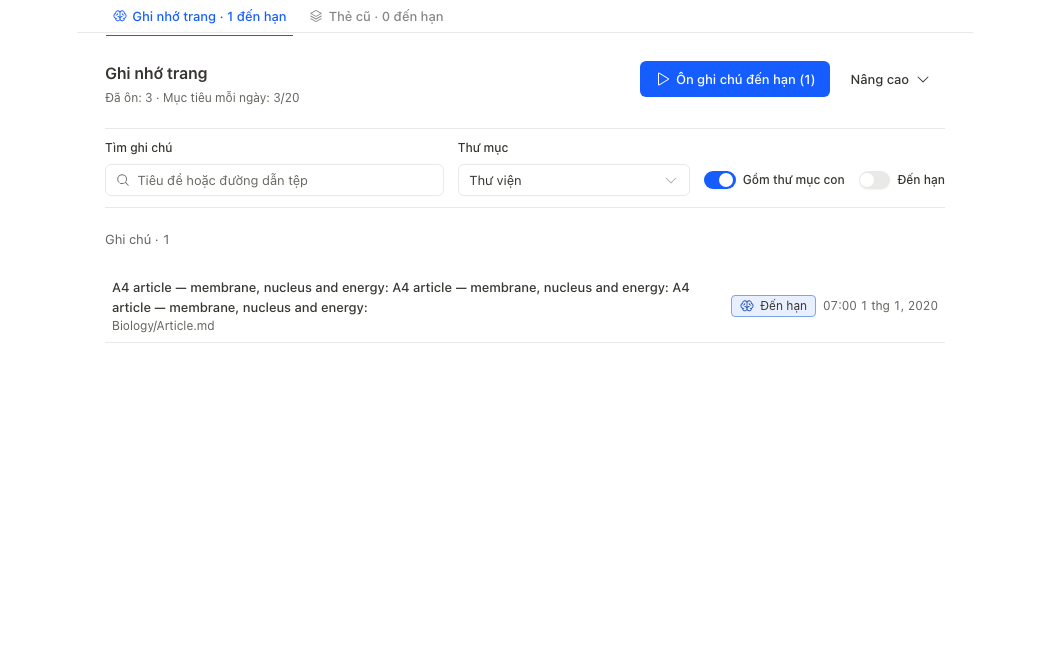 Ghi nhớ trang · 1 đến hạn
Thẻ cũ · 0 đến hạn
Ghi nhớ trang
Đã ôn: 3 · Mục tiêu mỗi ngày: 3/20
Ôn ghi chú đến hạn (1)
Nâng cao
Tìm ghi chú
Thư mục
Tiêu đề hoặc đường dẫn tệp
Thư viện
Gồm thư mục con
Đến hạn
Ghi chú · 1
A4 article — membrane, nucleus and energy: A4 article — membrane, nucleus and energy: A4
article — membrane, nucleus and energy:
Biology/Article.md
Đến hạn
07:00 1 thg 1, 2020